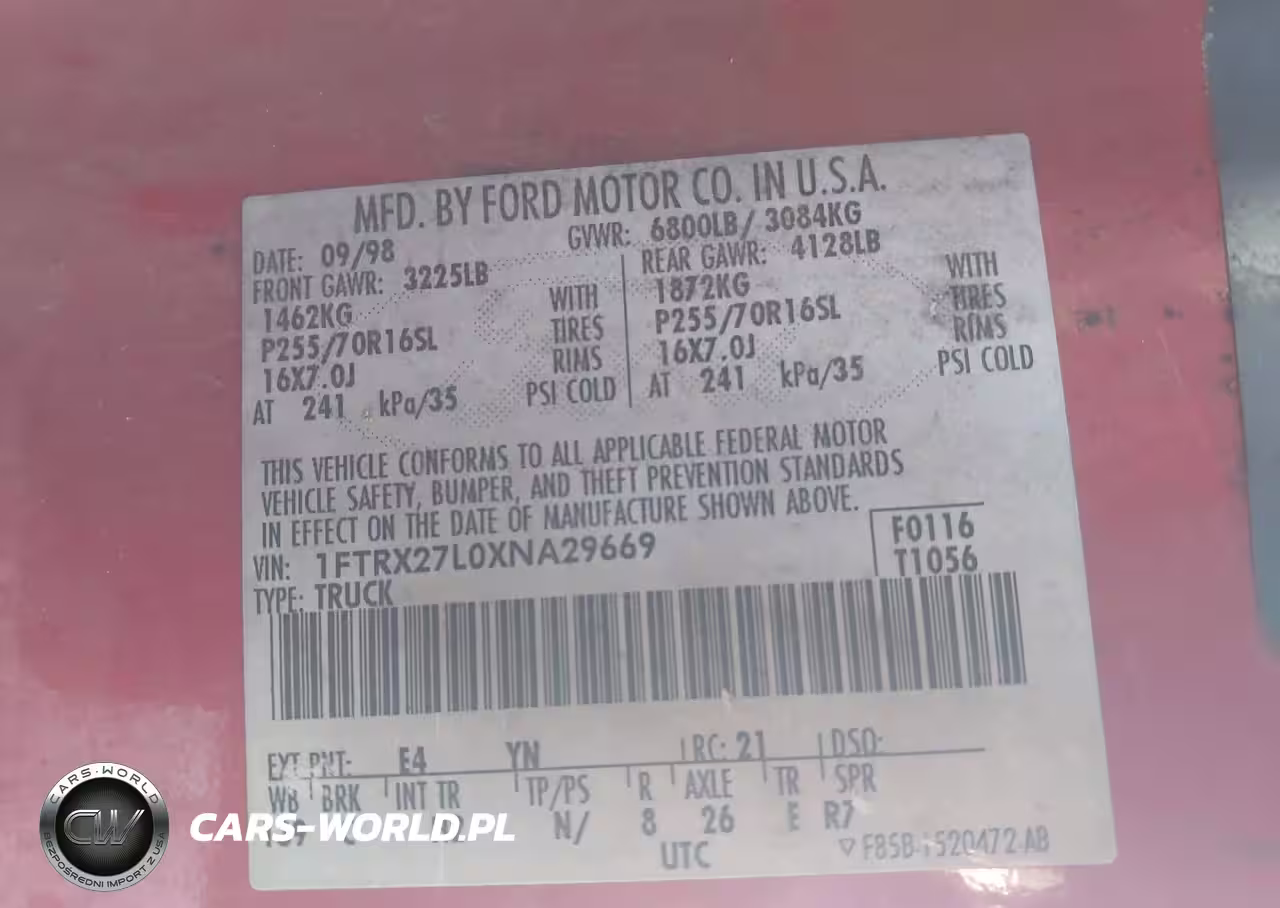 MFD. BY FORD MOTOR CO. IN U.S.A.
DATE: 09/98 GVWR: 6800LB/ 3084KG
FRONT GAWR: 3225LB REAR GAWR: 4128LB
1462KG WITH 1872KG WITH
P255/70R16SL TIRES P255/70R16SL TIRES
16X7.0J RIMS 16X7.0J RIMS
AT 241 kPa/35 PSI COLD AT 241 kPa/35 PSI COLD
THIS VEHICLE CONFORMS TO ALL APPLICABLE FEDERAL MOTOR
VEHICLE SAFETY, BUMPER, AND THEFT PREVENTION STANDARDS
IN EFFECT ON THE DATE OF MANUFACTURE SHOWN ABOVE.
VIN: 1FTRX27L0XNA29669 F0116
TYPE: TRUCK T1056
EXT PNT: E4 YN RC: 21 DSO:
WB BRK INT TR TP/PS R AXLE TR SPR
N/ 8 26 E R7
UTC F85B-1520472-AB
CARS-WORLD
CW
BEZPOŚREDNI IMPORT Z USA
CARS-WORLD.PL